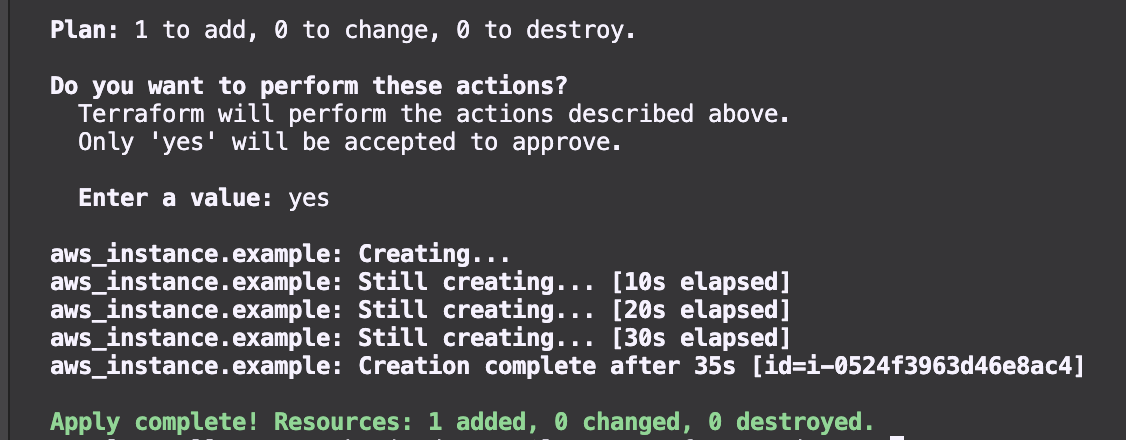 Plan: 1 to add, 0 to change, 0 to destroy.
Do you want to perform these actions?
Terraform will perform the actions described above.
Only 'yes' will be accepted to approve.
Enter a value: yes
aws_instance.example: Creating...
aws_instance.example: Still creating... [10s elapsed]
aws_instance.example: Still creating... [20s elapsed]
aws_instance.example: Still creating... [30s elapsed]
aws_instance.example: Creation complete after 35s [id=i-0524f3963d46e8ac4]
Apply complete! Resources: 1 added, 0 changed, 0 destroyed.